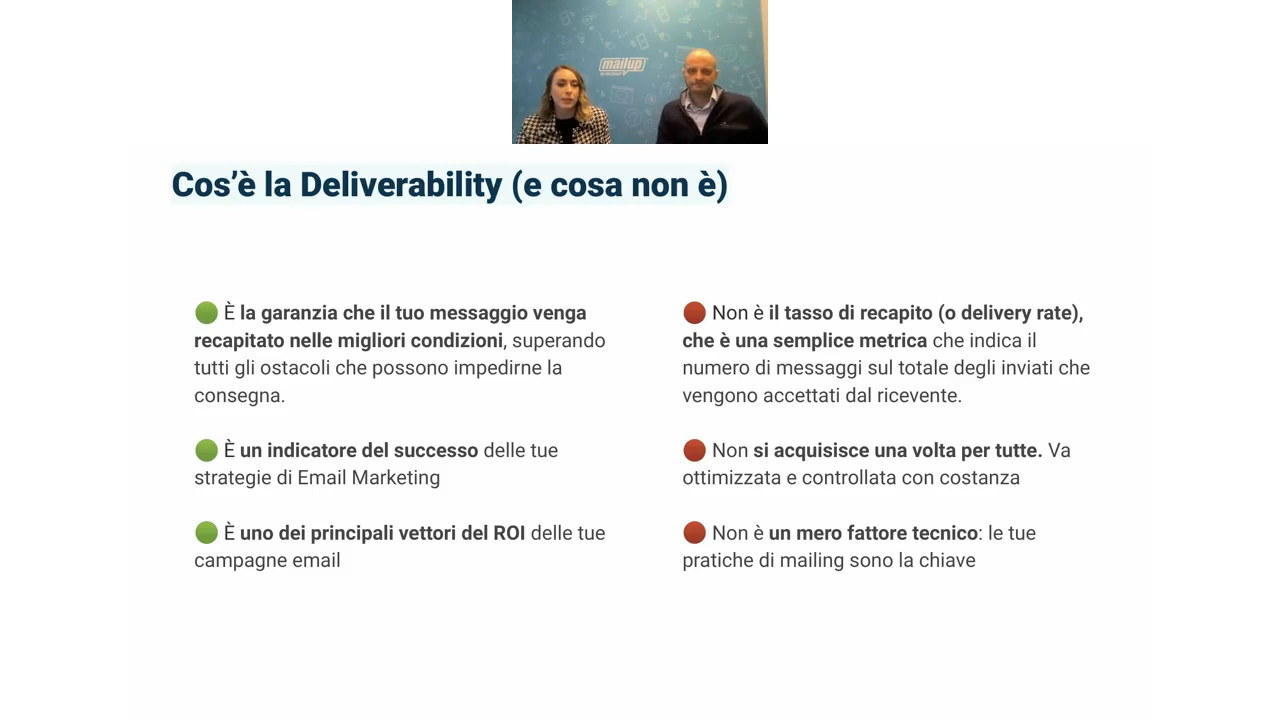 mailup
Cos’è la Deliverability (e cosa non è)
È la garanzia che il tuo messaggio venga
recapitato nelle migliori condizioni, superando
tutti gli ostacoli che possono impedirne la
consegna.
È un indicatore del successo delle tue
strategie di Email Marketing
È uno dei principali vettori del ROI delle tue
campagne email
Non è il tasso di recapito (o delivery rate),
che è una semplice metrica che indica il
numero di messaggi sul totale degli inviati che
vengono accettati dal ricevente.
Non si acquisisce una volta per tutte. Va
ottimizzata e controllata con costanza
Non è un mero fattore tecnico: le tue
pratiche di mailing sono la chiave